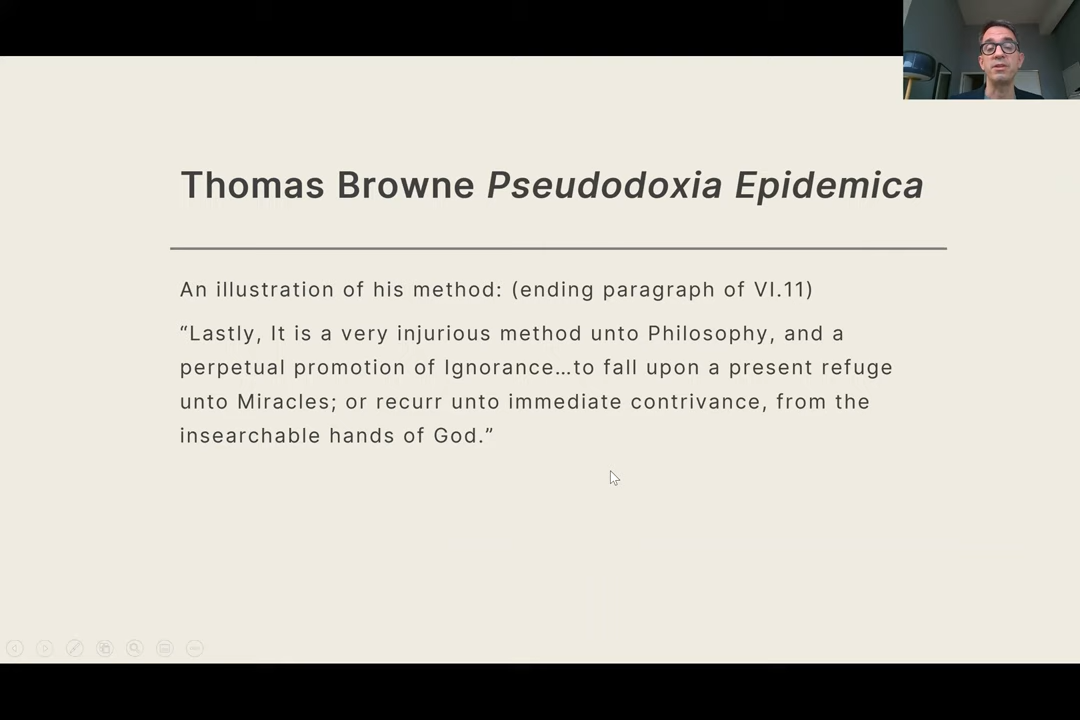 Thomas Browne Pseudodoxia Epidemica
An illustration of his method: (ending paragraph of VI.11)
“Lastly, It is a very injurious method unto Philosophy, and a
perpetual promotion of Ignorance…to fall upon a present refuge
unto Miracles; or recurr unto immediate contrivance, from the
insearchable hands of God.”